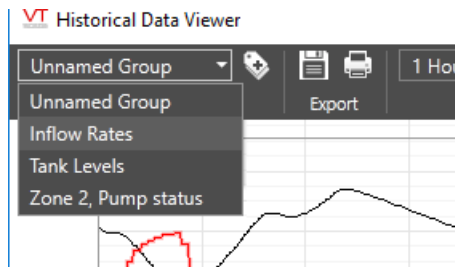 VT Historical Data Viewer
Unnamed Group
1 Hou
Export
Unnamed Group
Inflow Rates
Tank Levels
Zone 2, Pump status